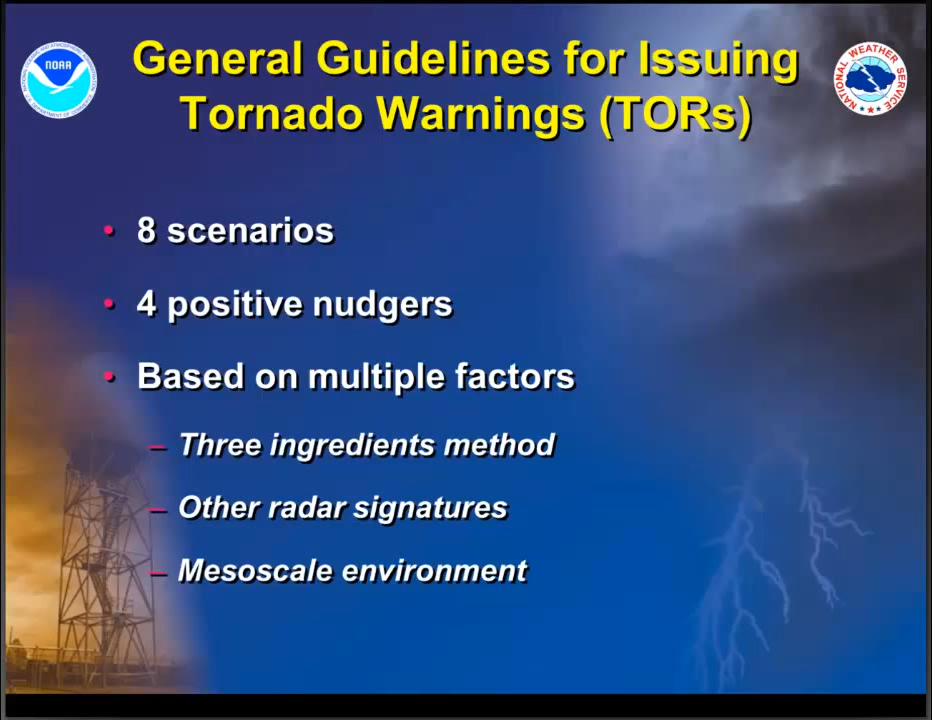 General Guidelines for Issuing
Tornado Warnings (TORs)
NOAA
NATIONAL WEATHER SERVICE
• 8 scenarios
• 4 positive nudgers
• Based on multiple factors
– Three ingredients method
– Other radar signatures
– Mesoscale environment